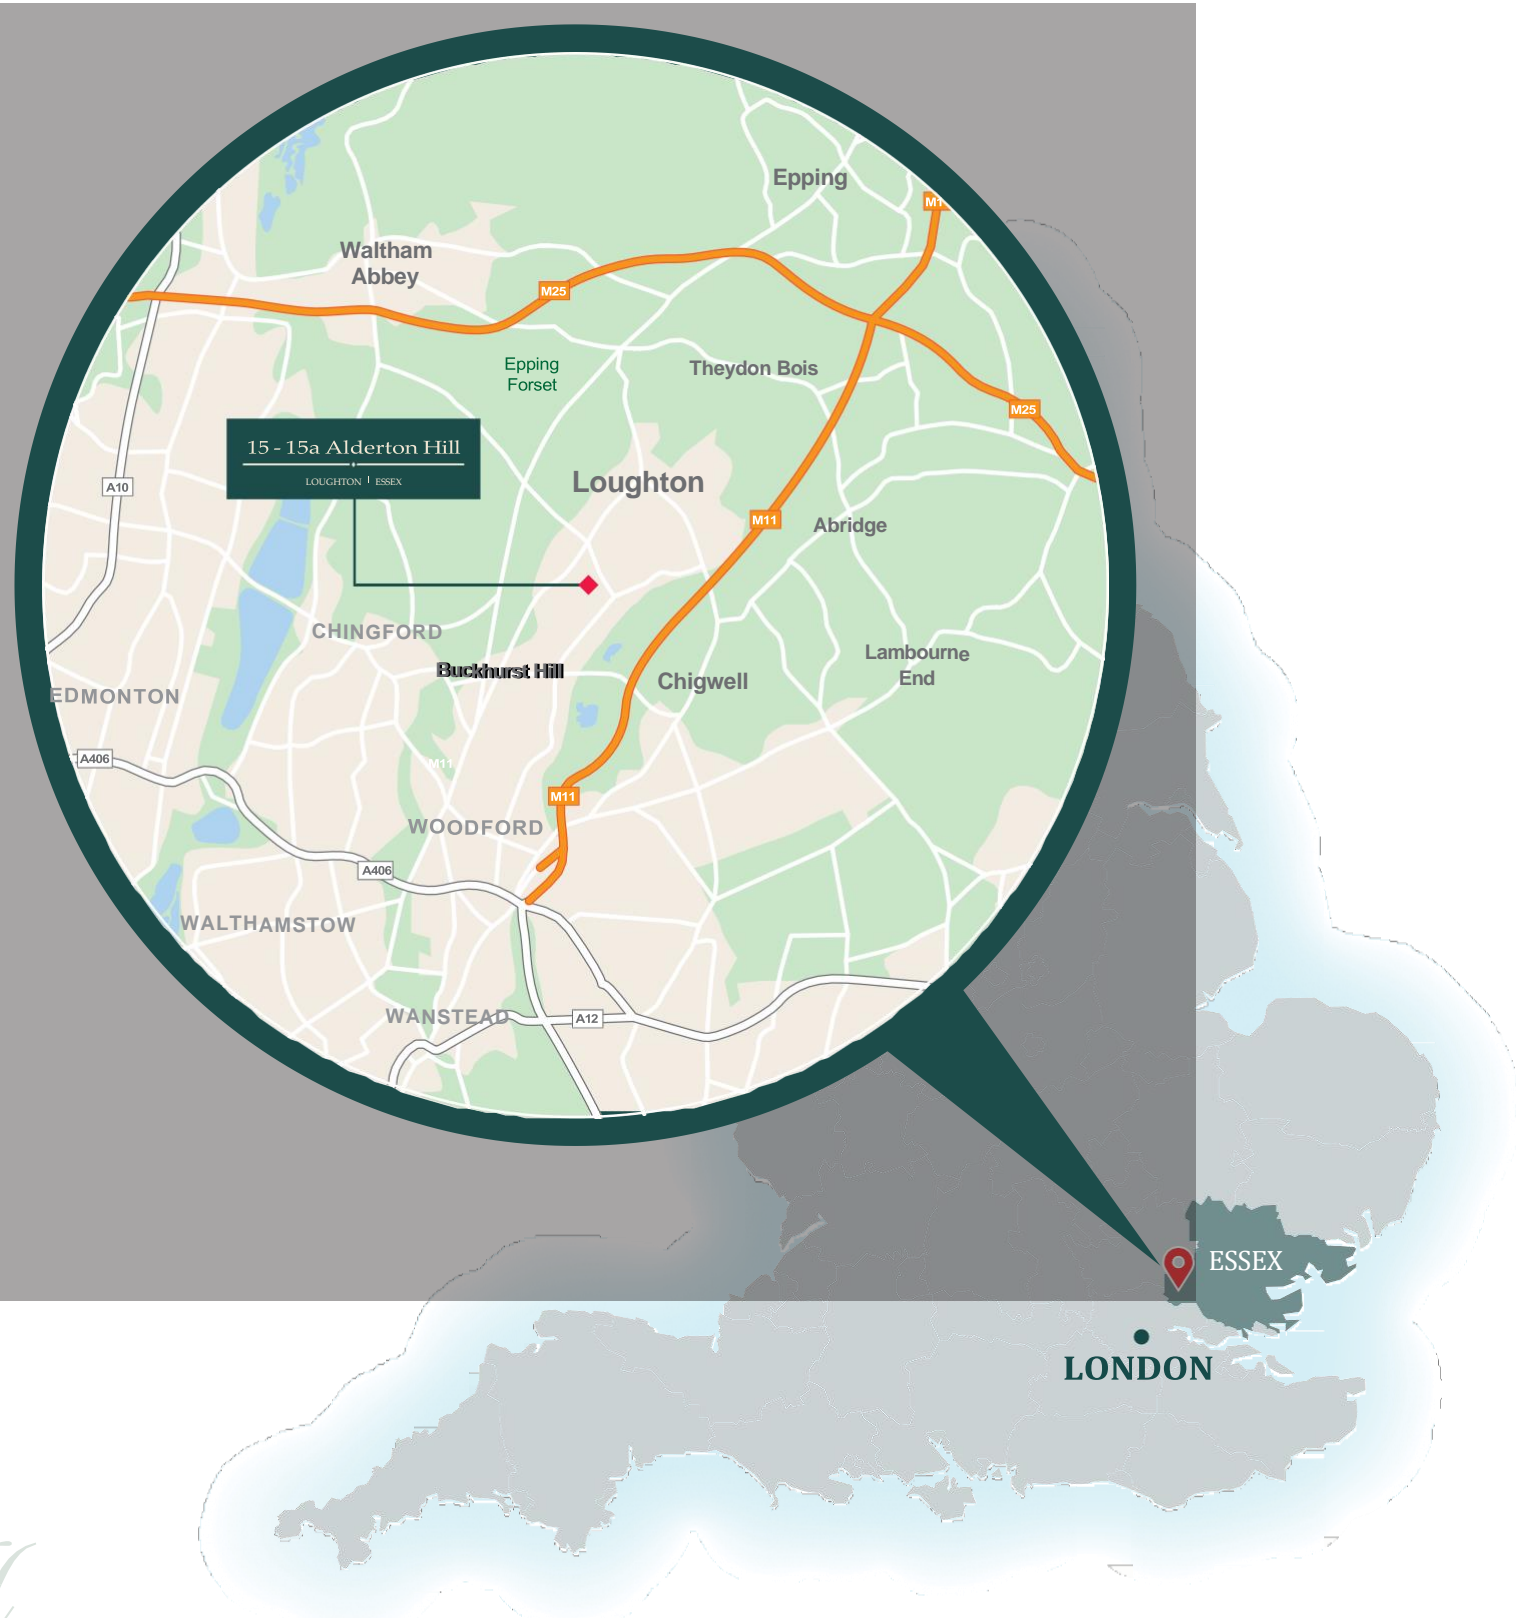 Epping
M1
Waltham
Abbey
M25
Epping
Forset
Theydon Bois
M25
15 - 15a Alderton Hill
LOUGHTON | ESSEX
A10
Loughton
M11
Abridge
CHINGFORD
Buckhurst Hill
Chigwell
Lambourne
End
EDMONTON
A406
M11
M11
WOODFORD
A406
WALTHAMSTOW
WANSTEAD
A12
ESSEX
LONDON